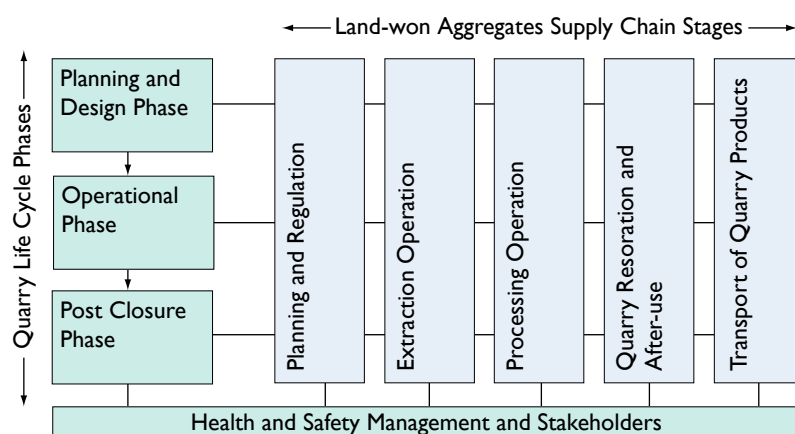 Land-won Aggregates Supply Chain Stages
Quarry Life Cycle Phases
Planning and
Design Phase
Operational
Phase
Post Closure
Phase
Planning and Regulation
Extraction Operation
Processing Operation
Quarry Resoration and
After-use
Transport of Quarry Products
Health and Safety Management and Stakeholders